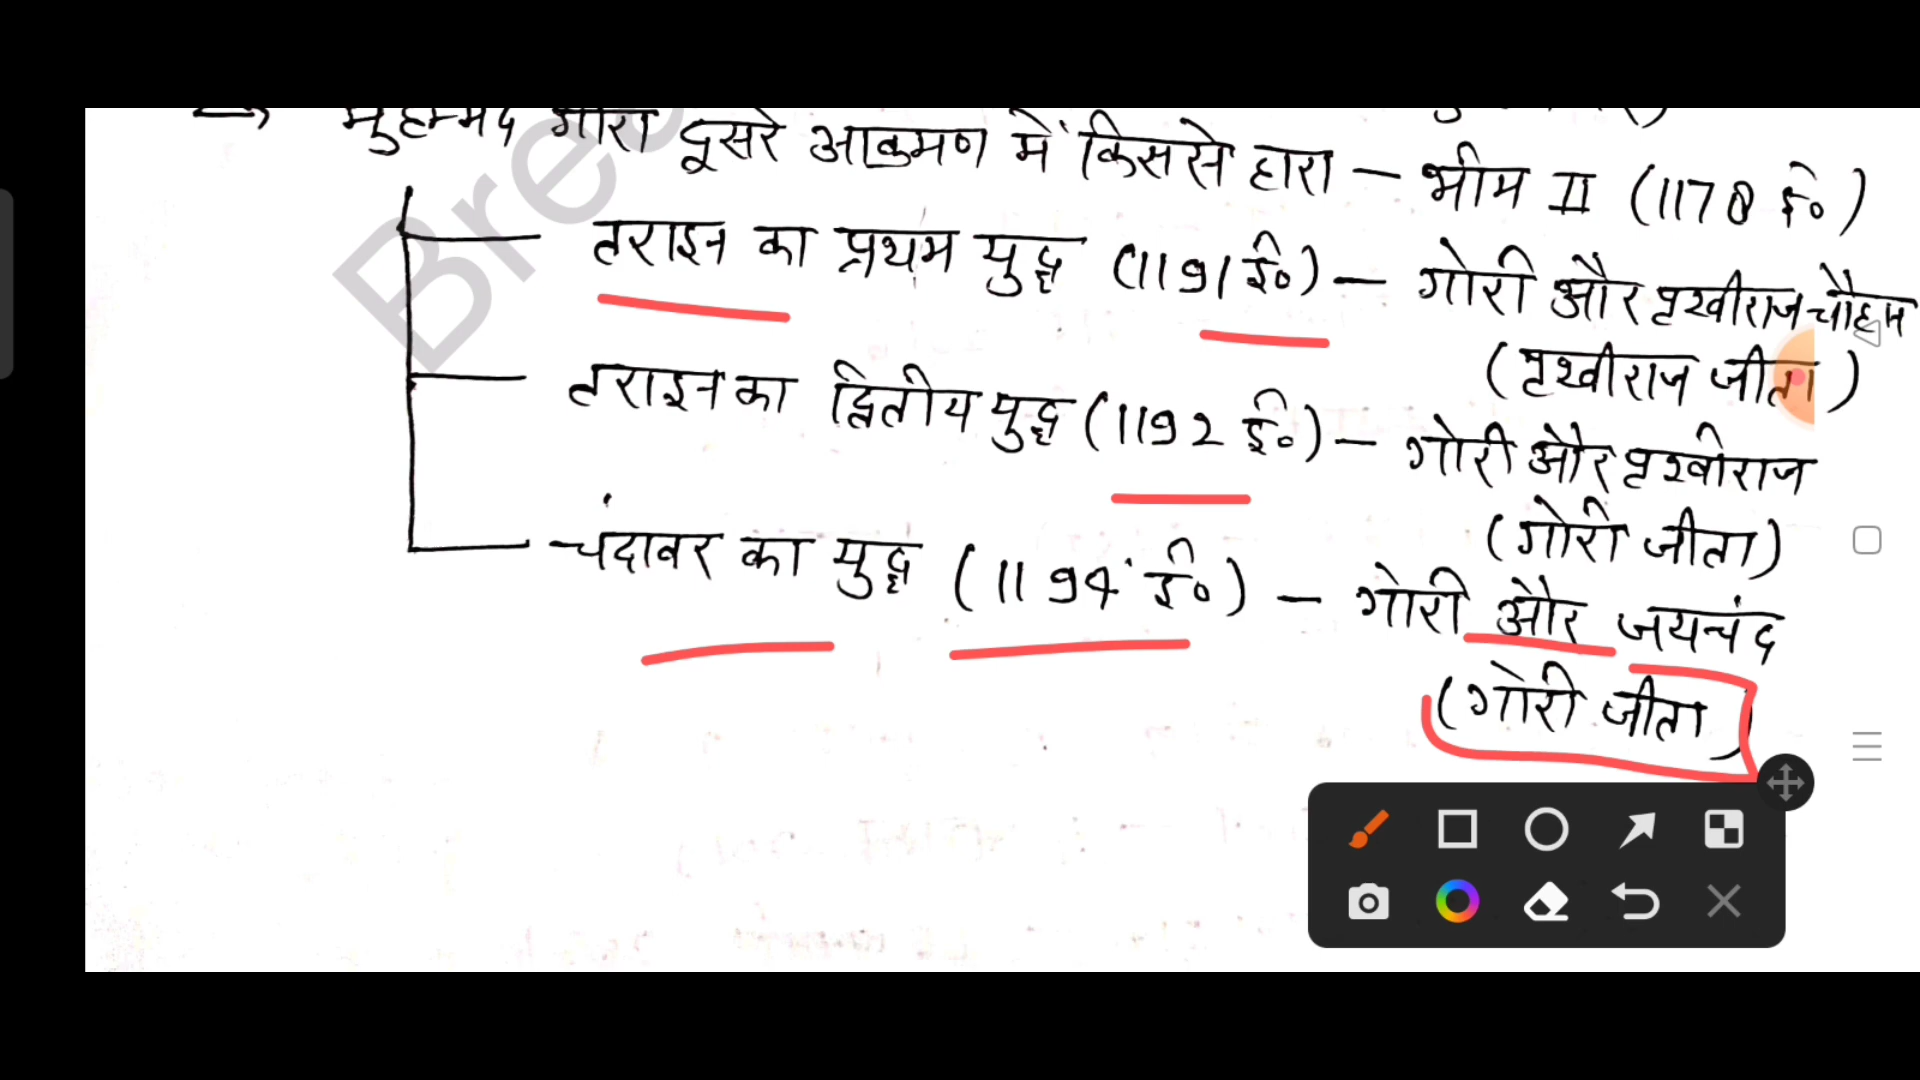 → मुहम्मद गोरी दूसरे आक्रमण में किससे हारा – भीम II (1178 ई०)
तराइन का प्रथम युद्ध (1191 ई०) – गोरी और पृथ्वीराज चौहान
(पृथ्वीराज जीता)
तराइन का द्वितीय युद्ध (1192 ई०) – गोरी और पृथ्वीराज
(गोरी जीता)
चंदावर का युद्ध (1194 ई०) – गोरी और जयचंद
(गोरी जीता)
Bree